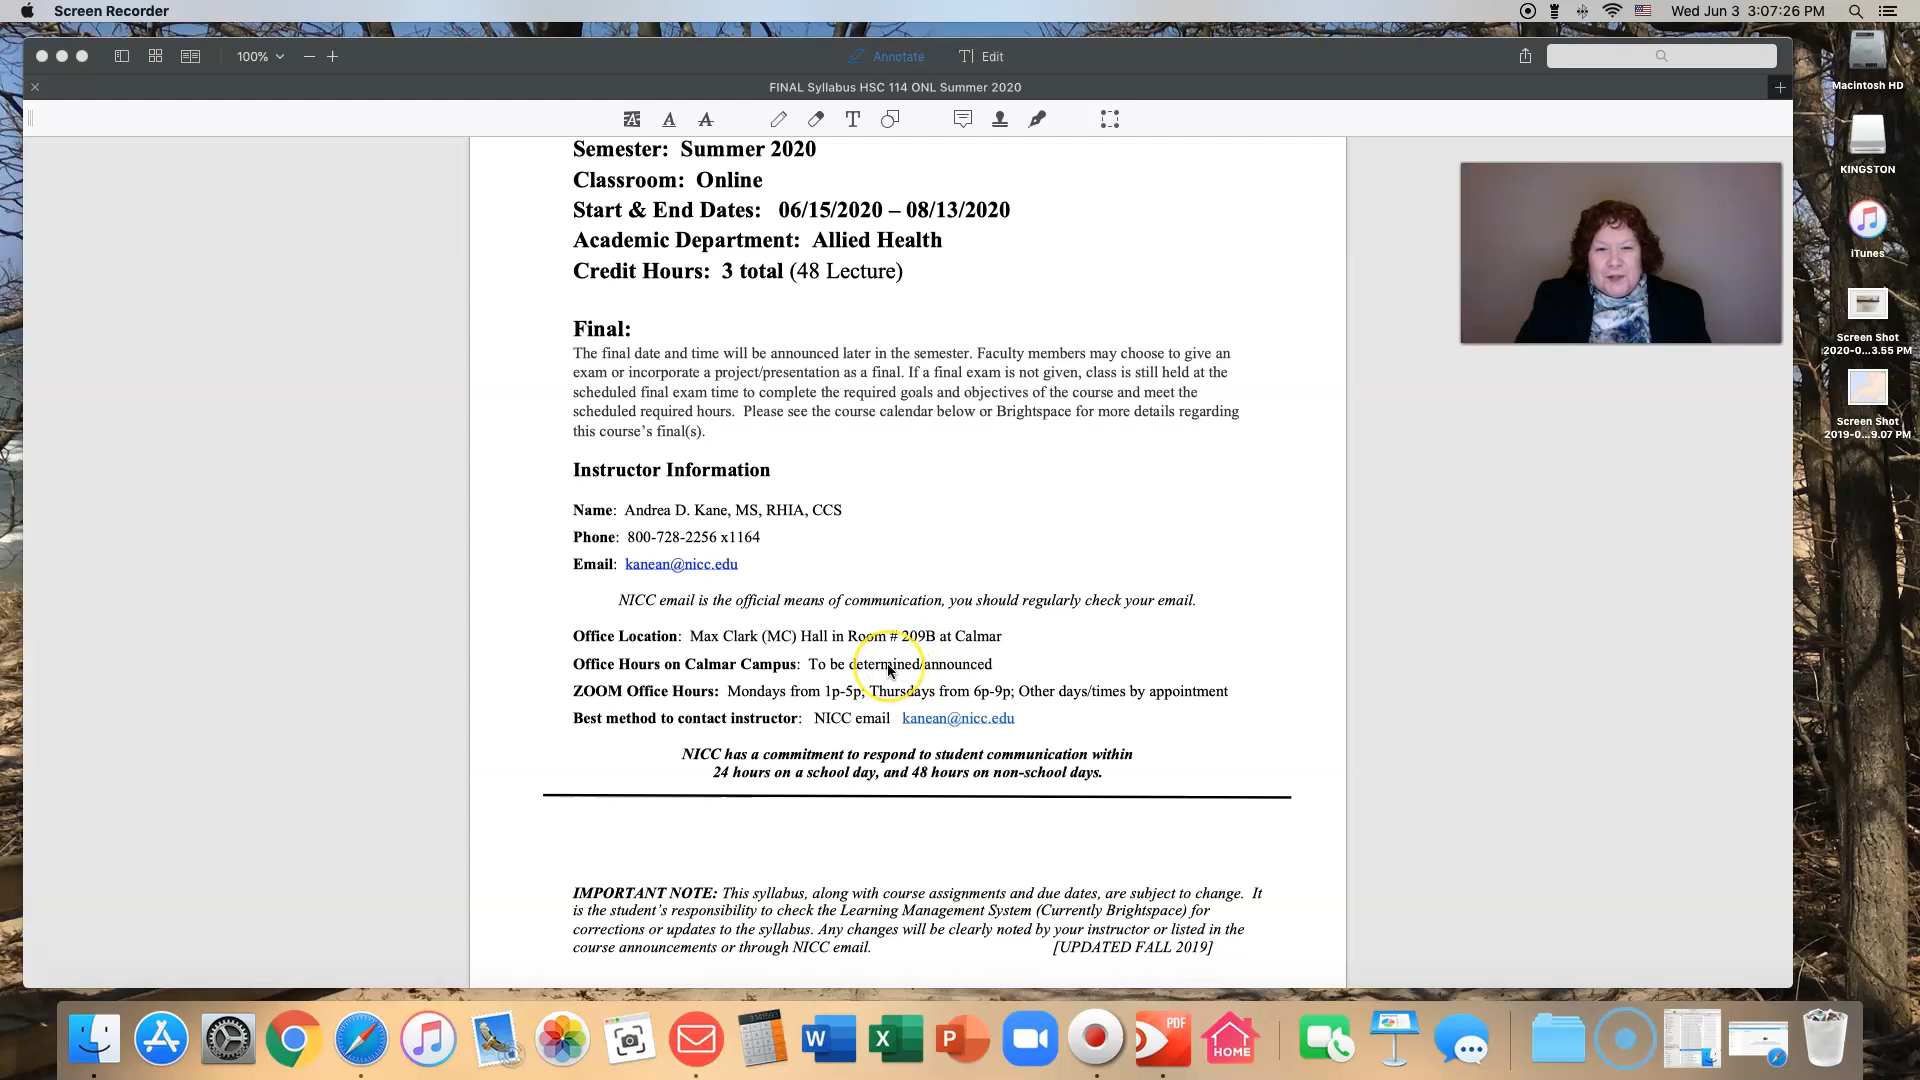 Screen Recorder
Wed Jun 3 3:07:26 PM
100%
Annotate
Edit
FINAL Syllabus HSC 114 ONL Summer 2020
Semester: Summer 2020
Classroom: Online
Start & End Dates: 06/15/2020 – 08/13/2020
Academic Department: Allied Health
Credit Hours: 3 total (48 Lecture)
Final:
The final date and time will be announced later in the semester. Faculty members may choose to give an
exam or incorporate a project/presentation as a final. If a final exam is not given, class is still held at the
scheduled final exam time to complete the required goals and objectives of the course and meet the
scheduled required hours. Please see the course calendar below or Brightspace for more details regarding
this course's final(s).
Instructor Information
Name: Andrea D. Kane, MS, RHIA, CCS
Phone: 800-728-2256 x1164
Email: kanean@nicc.edu
NICC email is the official means of communication, you should regularly check your email.
Office Location: Max Clark (MC) Hall in Room # 209B at Calmar
Office Hours on Calmar Campus: To be determined/announced
ZOOM Office Hours: Mondays from 1p-5p, Thursdays from 6p-9p; Other days/times by appointment
Best method to contact instructor: NICC email kanean@nicc.edu
NICC has a commitment to respond to student communication within
24 hours on a school day, and 48 hours on non-school days.
IMPORTANT NOTE: This syllabus, along with course assignments and due dates, are subject to change. It
is the student's responsibility to check the Learning Management System (Currently Brightspace) for
corrections or updates to the syllabus. Any changes will be clearly noted by your instructor or listed in the
course announcements or through NICC email. [UPDATED FALL 2019]
Macintosh HD
KINGSTON
iTunes
Screen Shot
2020-0...3.55 PM
Screen Shot
2019-0...9.07 PM
PDF
HOME